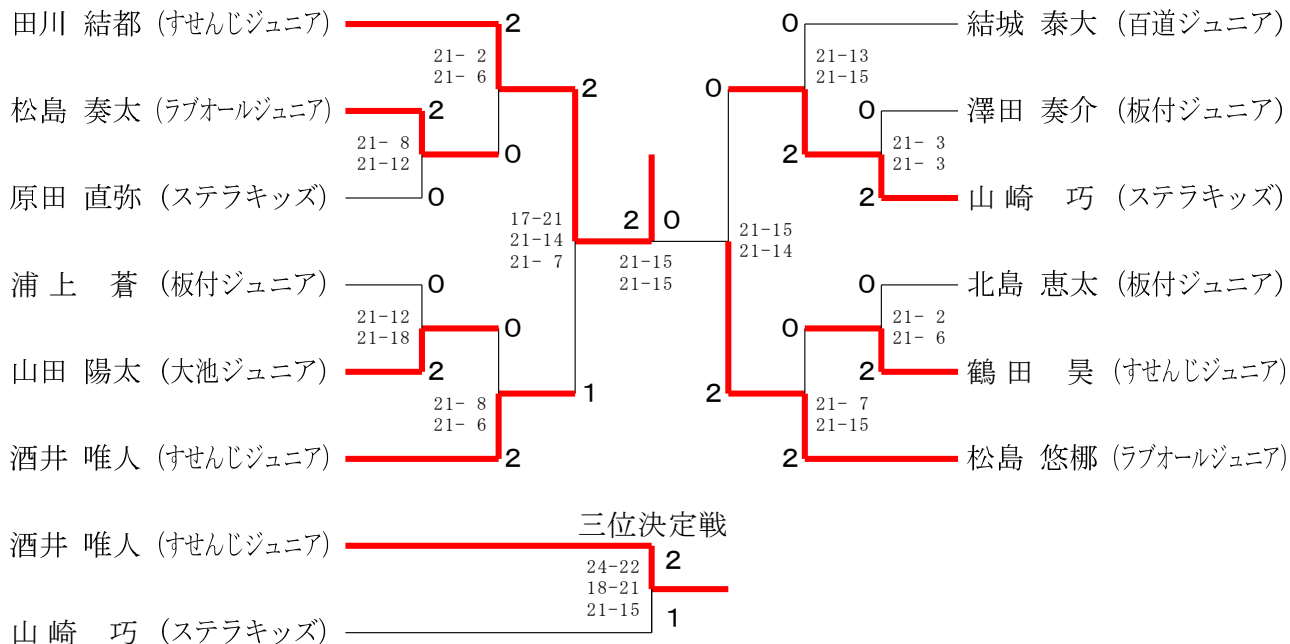 田川 結都 (すせんじジュニア)
2
21- 2
21- 6
松島 奏太 (ラブオールジュニア)
2
21- 8
21-12
0
原田 直弥 (ステラキッズ)
0
2
17-21
21-14
21- 7
浦上 蒼 (板付ジュニア)
0
21-12
21-18
0
山田 陽太 (大池ジュニア)
2
21- 8
21- 6
1
酒井 唯人 (すせんじジュニア)
2
2 0
21-15
21-15
0 結城 泰大 (百道ジュニア)
21-13
21-15
0
0 澤田 奏介 (板付ジュニア)
21- 3
21- 3
2
2 山崎 巧 (ステラキッズ)
21-15
21-14
0 北島 恵太 (板付ジュニア)
21- 2
21- 6
0
2 鶴田 昊 (すせんじジュニア)
2
21- 7
21-15
2 松島 悠梛 (ラブオールジュニア)
三位決定戦
酒井 唯人 (すせんじジュニア)
2
24-22
18-21
21-15
1
山崎 巧 (ステラキッズ)